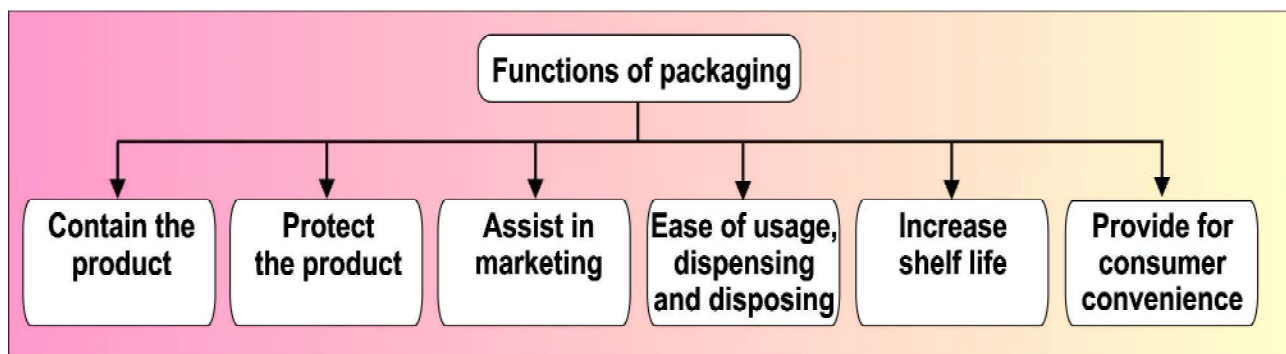 Functions of packaging
Contain the
product
Protect
the product
Assist in
marketing
Ease of usage,
dispensing
and disposing
Increase
shelf life
Provide for
consumer
convenience